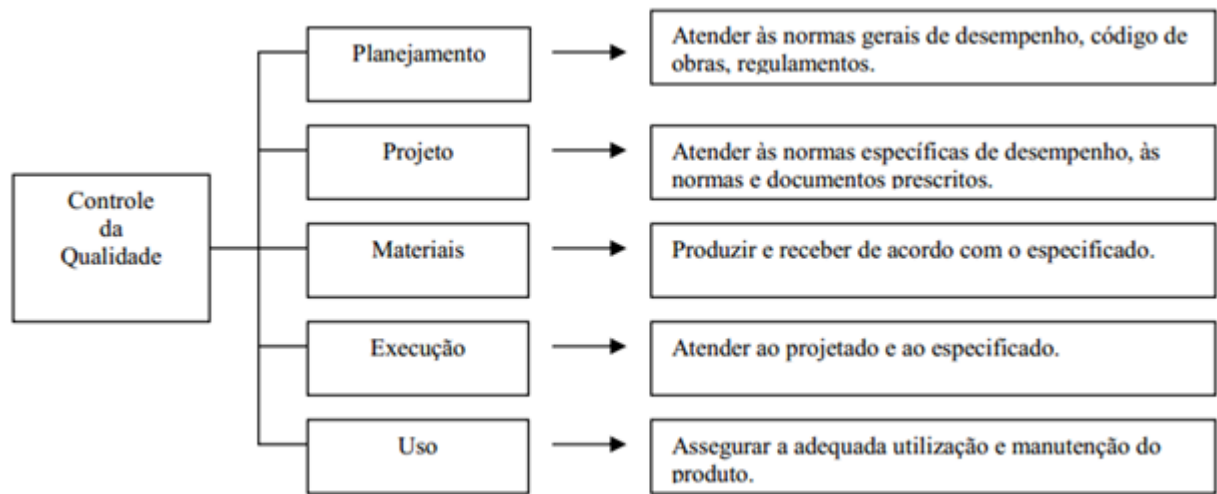 Controle
da
Qualidade
Planejamento
Atender às normas gerais de desempenho, código de
obras, regulamentos.
Projeto
Atender às normas específicas de desempenho, às
normas e documentos prescritos.
Materiais
Produzir e receber de acordo com o especificado.
Execução
Atender ao projetado e ao especificado.
Uso
Assegurar a adequada utilização e manutenção do
produto.